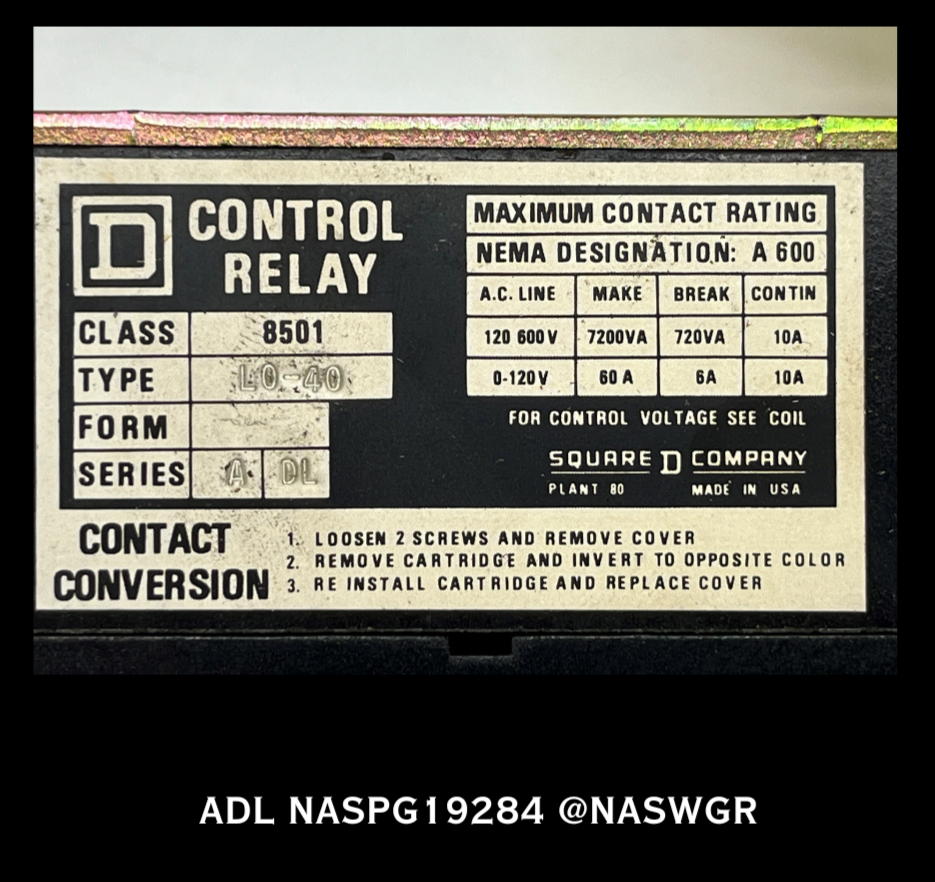 D CONTROL
RELAY
CLASS 8501
TYPE LO-40
FORM
SERIES A DL
MAXIMUM CONTACT RATING
NEMA DESIGNATION: A 600
A.C. LINE MAKE BREAK CONTIN
120 600 V 7200VA 720VA 10A
0-120V 60 A 6A 10A
FOR CONTROL VOLTAGE SEE COIL
SQUARE D COMPANY
PLANT 80 MADE IN USA
CONTACT
CONVERSION
1. LOOSEN 2 SCREWS AND REMOVE COVER
2. REMOVE CARTRIDGE AND INVERT TO OPPOSITE COLOR
3. RE INSTALL CARTRIDGE AND REPLACE COVER
ADL NASPG19284 @NASWGR